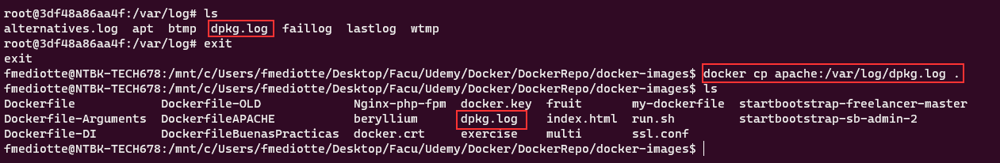 root@3df48a86aa4f:/var/log# ls
alternatives.log  apt  btmp  dpkg.log  faillog  lastlog  wtmp
root@3df48a86aa4f:/var/log# exit
exit
fmediotte@NTBK-TECH678:/mnt/c/Users/fmediotte/Desktop/Facu/Udemy/Docker/DockerRepo/docker-images$ docker cp apache:/var/log/dpkg.log .
fmediotte@NTBK-TECH678:/mnt/c/Users/fmediotte/Desktop/Facu/Udemy/Docker/DockerRepo/docker-images$ ls
Dockerfile            Dockerfile-OLD              Nginx-php-fpm  docker.key  fruit       my-dockerfile  startbootstrap-freelancer-master
Dockerfile-Arguments  DockerfileAPACHE            beryllium      dpkg.log    index.html  run.sh         startbootstrap-sb-admin-2
Dockerfile-DI         DockerfileBuenasPracticas   docker.crt     exercise    multi       ssl.conf
fmediotte@NTBK-TECH678:/mnt/c/Users/fmediotte/Desktop/Facu/Udemy/Docker/DockerRepo/docker-images$